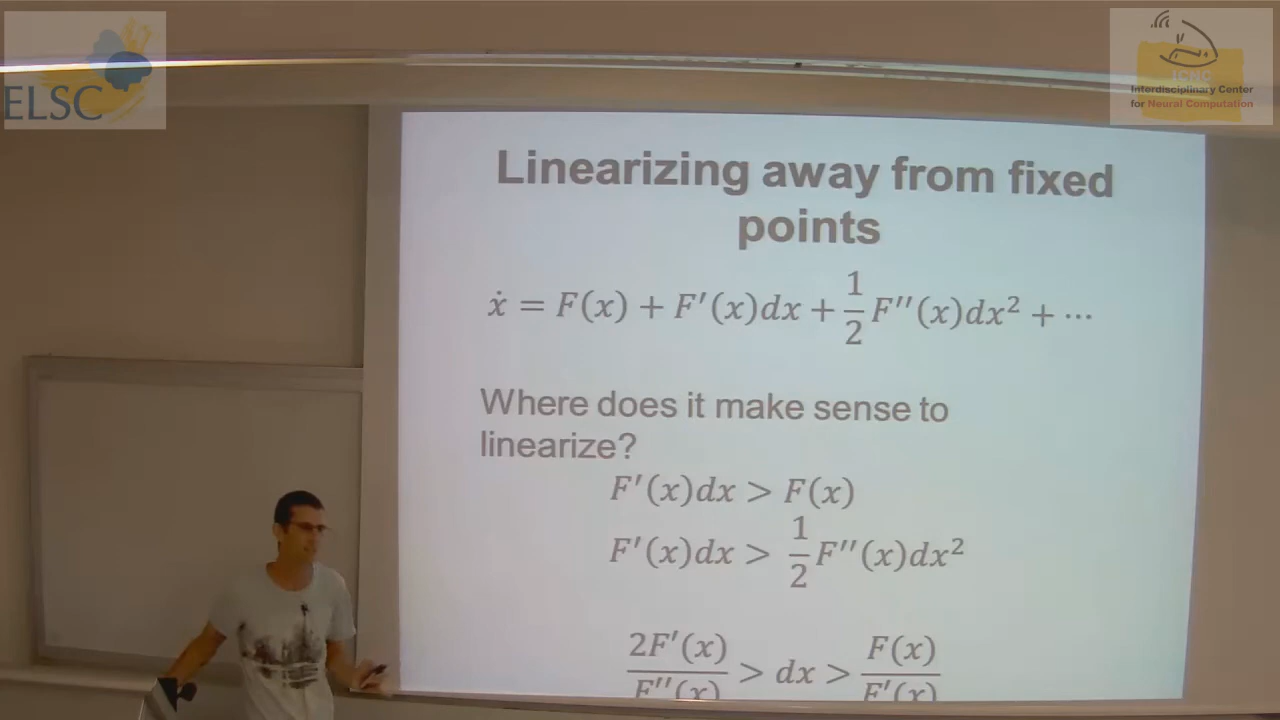 ELSC
ICNC
Interdisciplinary Center
for Neural Computation
Linearizing away from fixed
points
ẋ = F(x) + F′(x)dx + 1/2 F″(x)dx² + ⋯
Where does it make sense to
linearize?
F′(x)dx > F(x)
F′(x)dx > 1/2 F″(x)dx²
2F′(x)/F″(x) > dx > F(x)/F′(x)